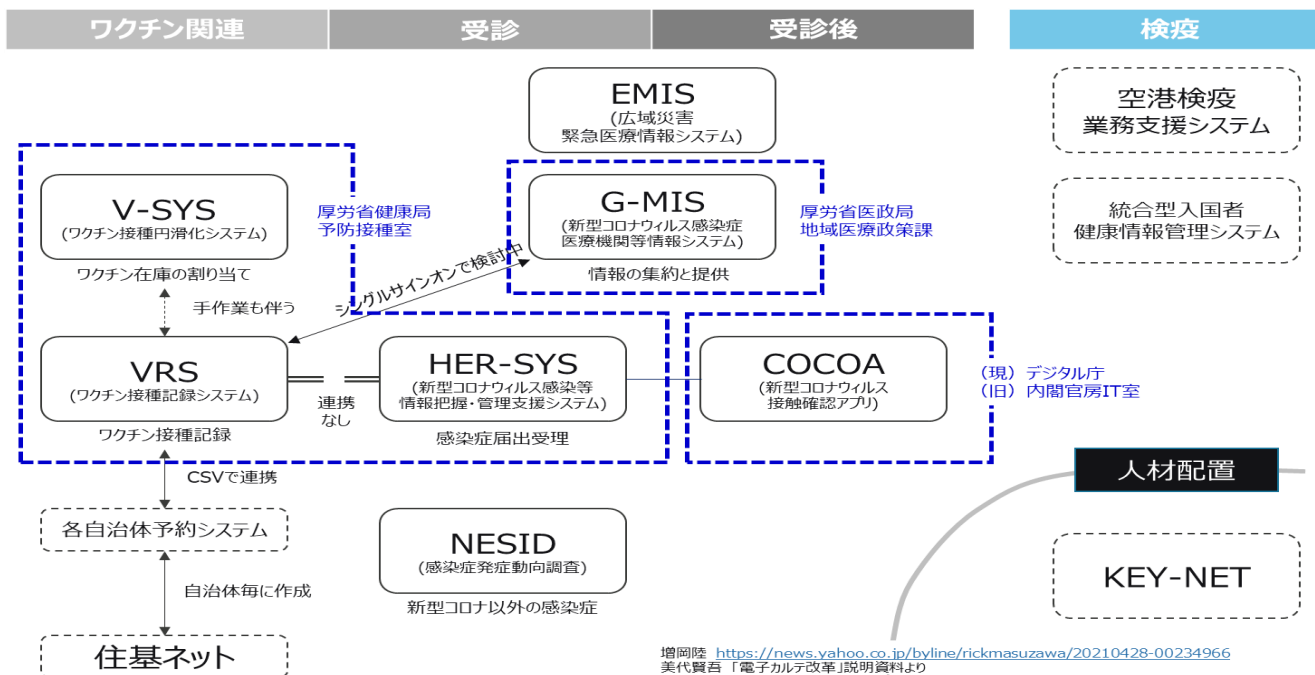 ワクチン関連
受診
受診後
検疫
EMIS
(広域災害
緊急医療情報システム)
空港検疫
業務支援システム
V-SYS
(ワクチン接種円滑化システム)
ワクチン在庫の割り当て
厚労省健康局
予防接種室
G-MIS
(新型コロナウィルス感染症
医療機関等情報システム)
情報の集約と提供
厚労省医政局
地域医療政策課
統合型入国者
健康情報管理システム
手作業も伴う
シングルサインオンで検討中
VRS
(ワクチン接種記録システム)
ワクチン接種記録
連携
なし
HER-SYS
(新型コロナウィルス感染等
情報把握・管理支援システム)
感染症届出受理
COCOA
(新型コロナウィルス
接触確認アプリ)
(現) デジタル庁
(旧) 内閣官房IT室
CSVで連携
人材配置
各自治体予約システム
NESID
(感染症発症動向調査)
新型コロナ以外の感染症
KEY-NET
自治体毎に作成
住基ネット
増岡陸 https://news.yahoo.co.jp/byline/rickmasuzawa/20210428-00234966
美代賢吾 「電子カルテ改革」説明資料より